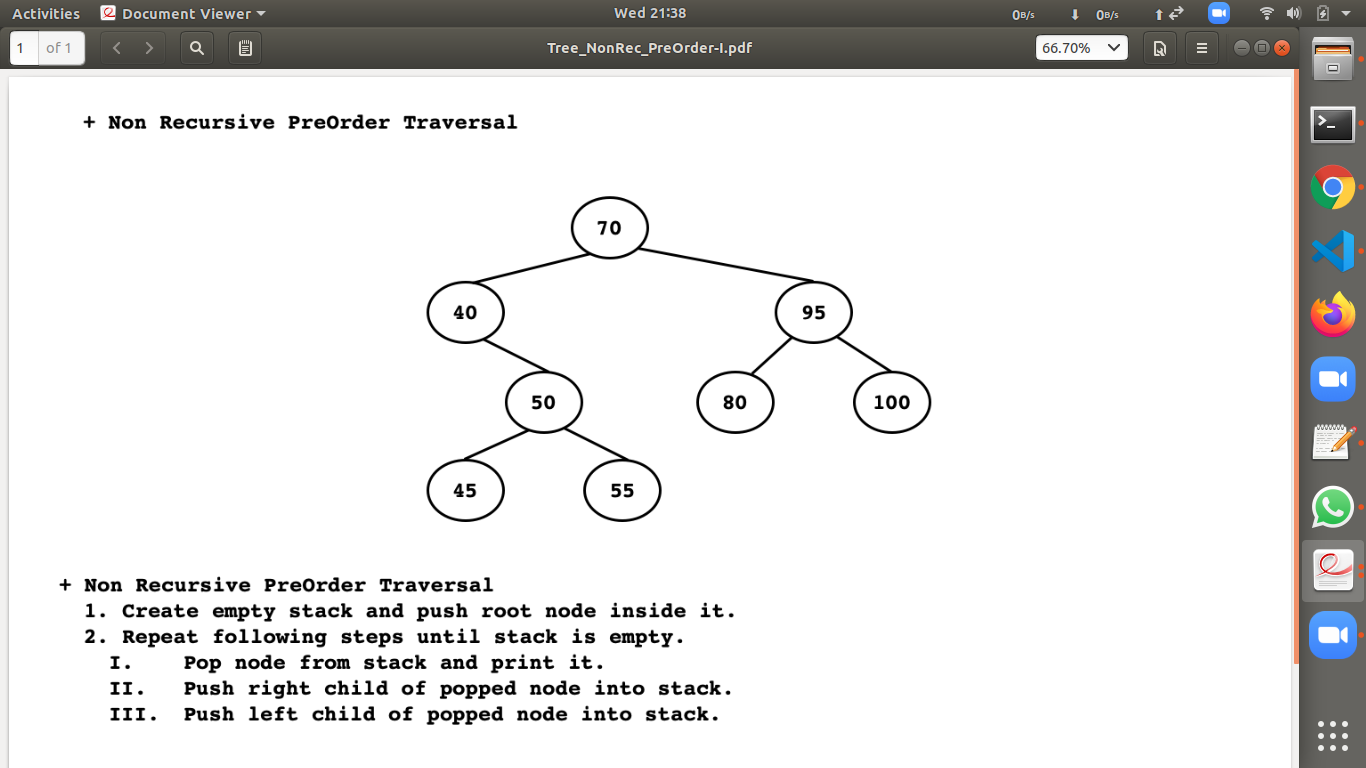 Activities Document Viewer Wed 21:38 0B/s 0B/s
1 of 1 Tree_NonRec_PreOrder-I.pdf 66.70%
+ Non Recursive PreOrder Traversal
70
40 95
50 80 100
45 55
+ Non Recursive PreOrder Traversal
1. Create empty stack and push root node inside it.
2. Repeat following steps until stack is empty.
I. Pop node from stack and print it.
II. Push right child of popped node into stack.
III. Push left child of popped node into stack.